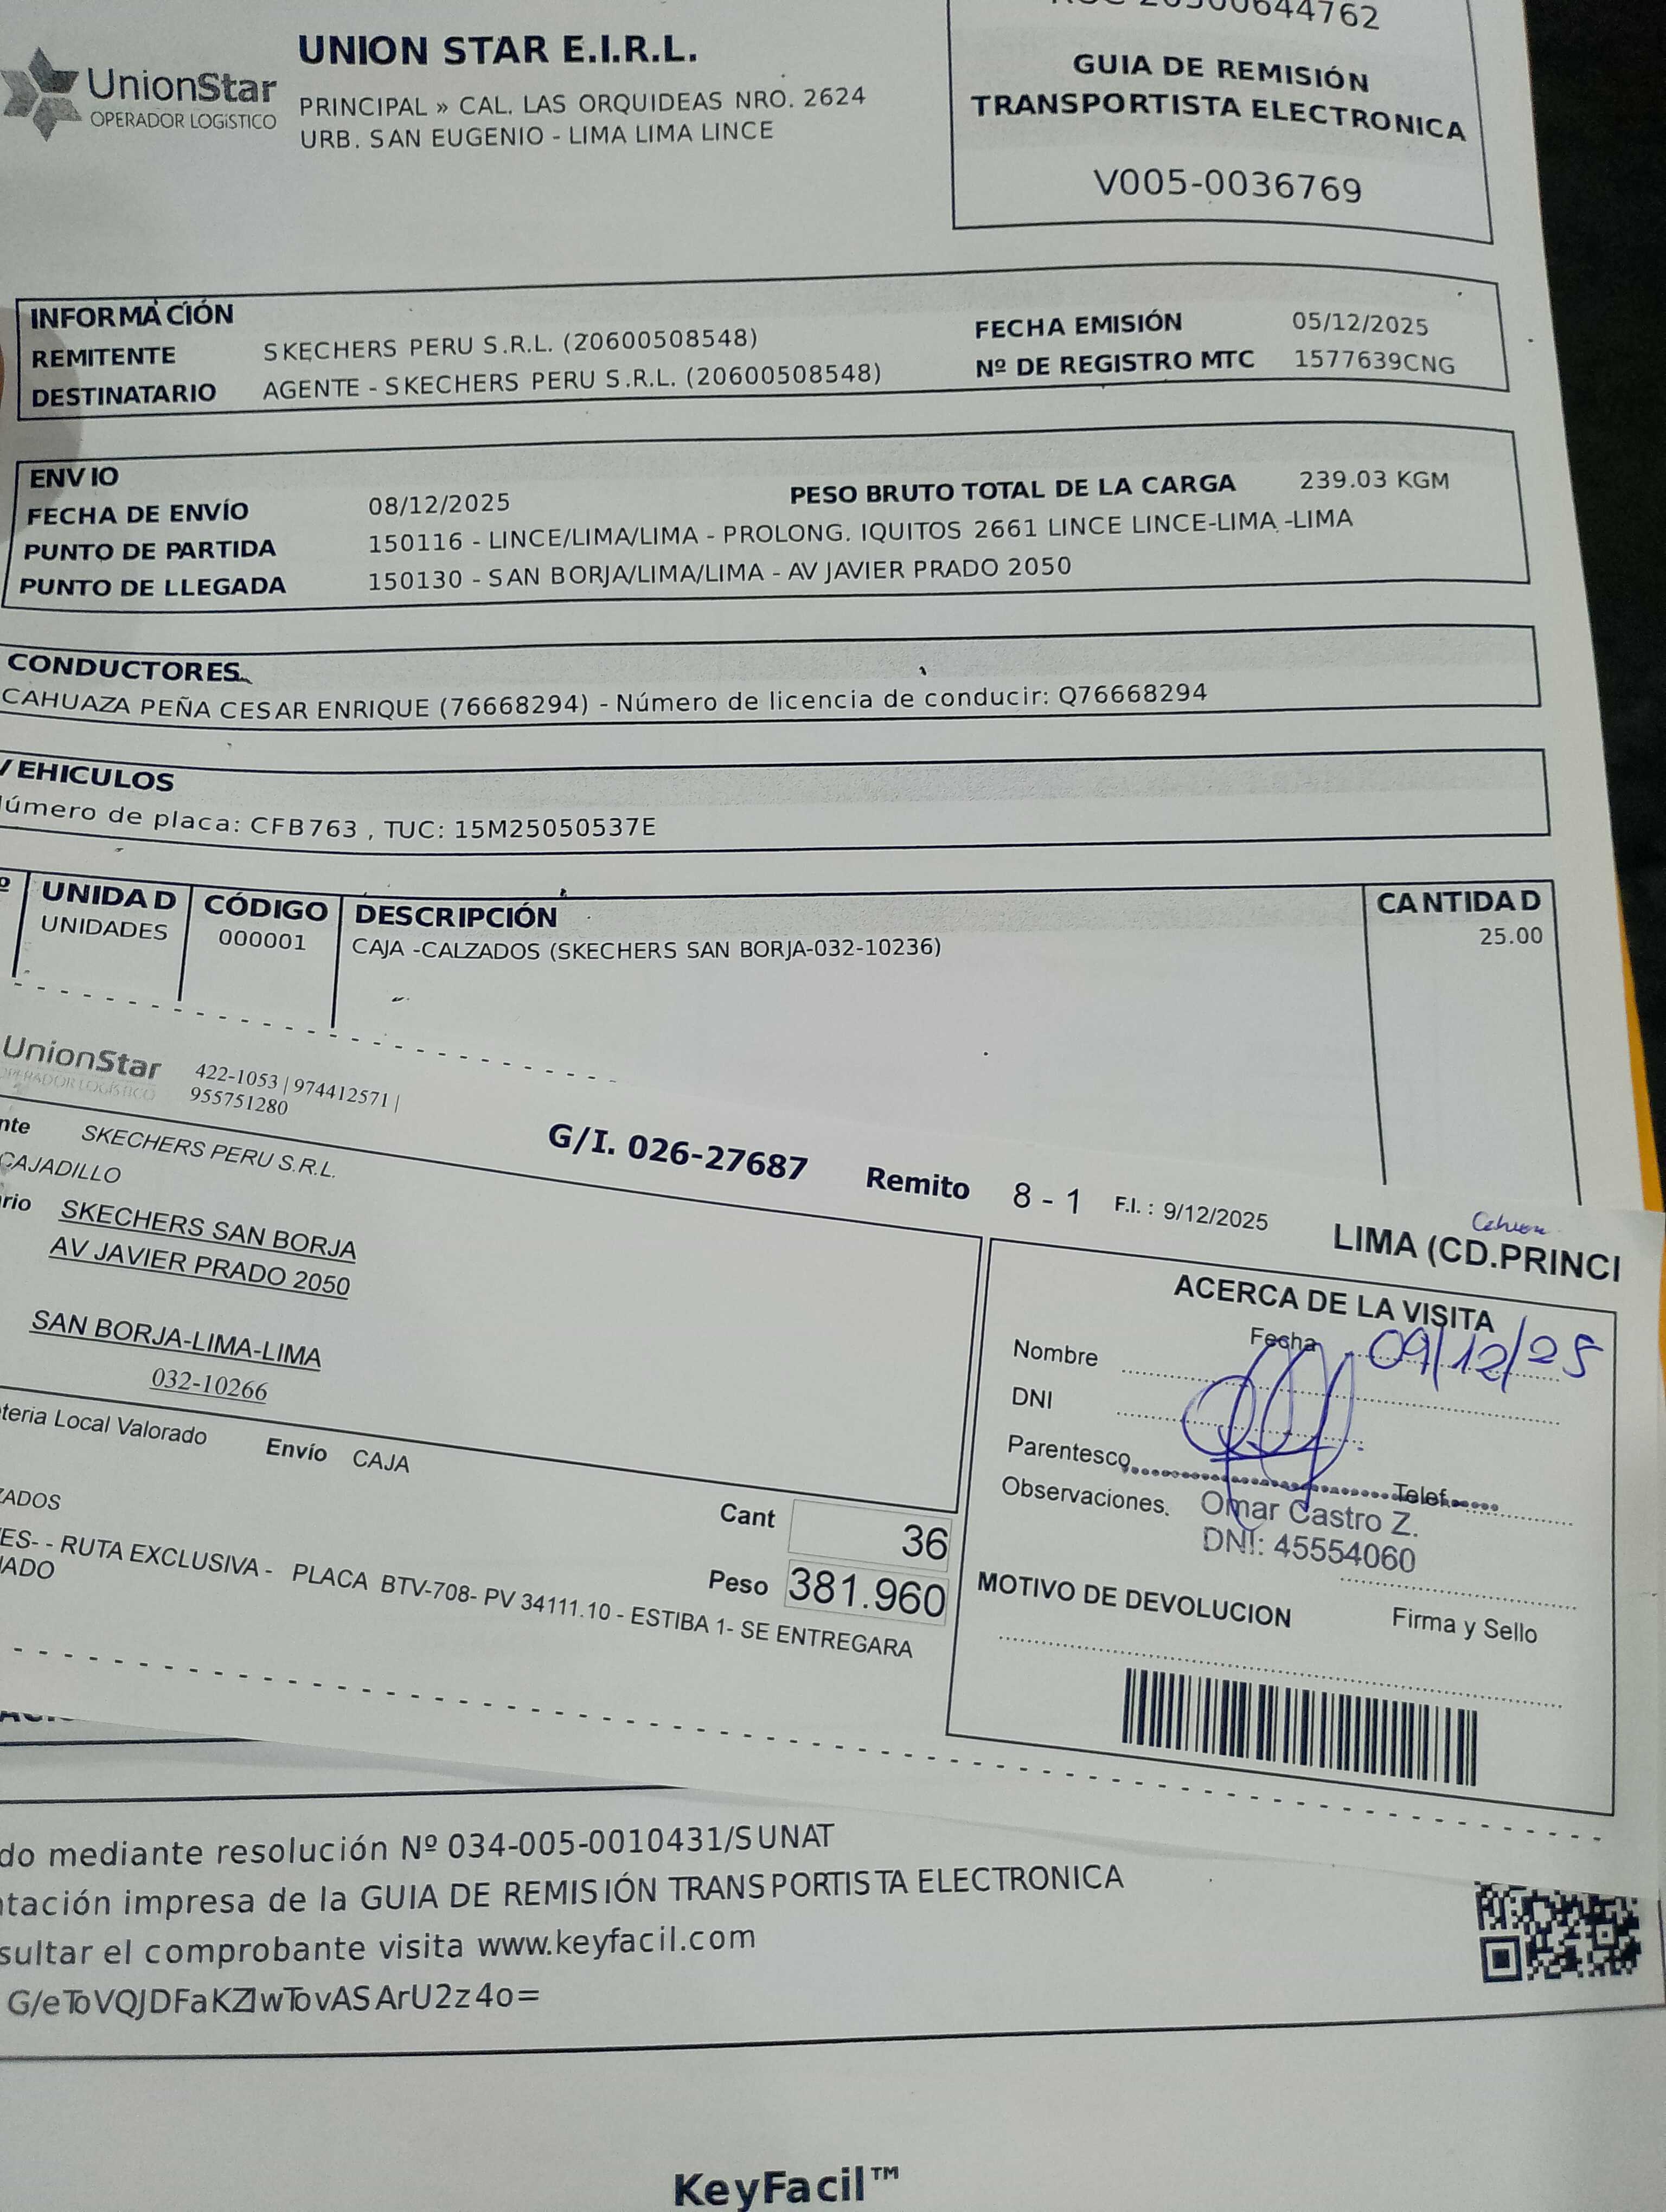 UnionStar
OPERADOR LOGÍSTICO
UNION STAR E.I.R.L.
PRINCIPAL » CAL. LAS ORQUIDEAS NRO. 2624
URB. SAN EUGENIO - LIMA LIMA LINCE
GUIA DE REMISIÓN
TRANSPORTISTA ELECTRONICA
V005-0036769
INFORMACIÓN
REMITENTE SKECHERS PERU S.R.L. (20600508548)
DESTINATARIO AGENTE - SKECHERS PERU S.R.L. (20600508548)
FECHA EMISIÓN 05/12/2025
Nº DE REGISTRO MTC 1577639CNG
ENVIO
FECHA DE ENVÍO 08/12/2025 PESO BRUTO TOTAL DE LA CARGA 239.03 KGM
PUNTO DE PARTIDA 150116 - LINCE/LIMA/LIMA - PROLONG. IQUITOS 2661 LINCE LINCE-LIMA -LIMA
PUNTO DE LLEGADA 150130 - SAN BORJA/LIMA/LIMA - AV JAVIER PRADO 2050
CONDUCTORES
CAHUAZA PEÑA CESAR ENRIQUE (76668294) - Número de licencia de conducir: Q76668294
VEHICULOS
Número de placa: CFB763 , TUC: 15M25050537E
UNIDAD CÓDIGO DESCRIPCIÓN CANTIDAD
UNIDADES 000001 CAJA -CALZADOS (SKECHERS SAN BORJA-032-10236) 25.00
UnionStar
OPERADOR LOGÍSTICO
422-1053 | 974412571 |
955751280
G/I. 026-27687 Remito 8 - 1 F.I. : 9/12/2025 LIMA (CD.PRINCI
nte SKECHERS PERU S.R.L.
CAJADILLO
rio SKECHERS SAN BORJA
AV JAVIER PRADO 2050
SAN BORJA-LIMA-LIMA
032-10266
teria Local Valorado Envío CAJA
ZADOS
Cant 36
Peso 381.960
ES- - RUTA EXCLUSIVA - PLACA BTV-708- PV 34111.10 - ESTIBA 1- SE ENTREGARA
ACERCA DE LA VISITA
Fecha 09/12/25
Nombre
DNI
Parentesco
Telef.
Observaciones.
Omar Castro Z.
DNI: 45554060
MOTIVO DE DEVOLUCION
Firma y Sello
do mediante resolución Nº 034-005-0010431/SUNAT
ntación impresa de la GUIA DE REMISIÓN TRANSPORTISTA ELECTRONICA
sultar el comprobante visita www.keyfacil.com
G/eToVQJDFaKZIwTovASArU2z4o=
KeyFacil™